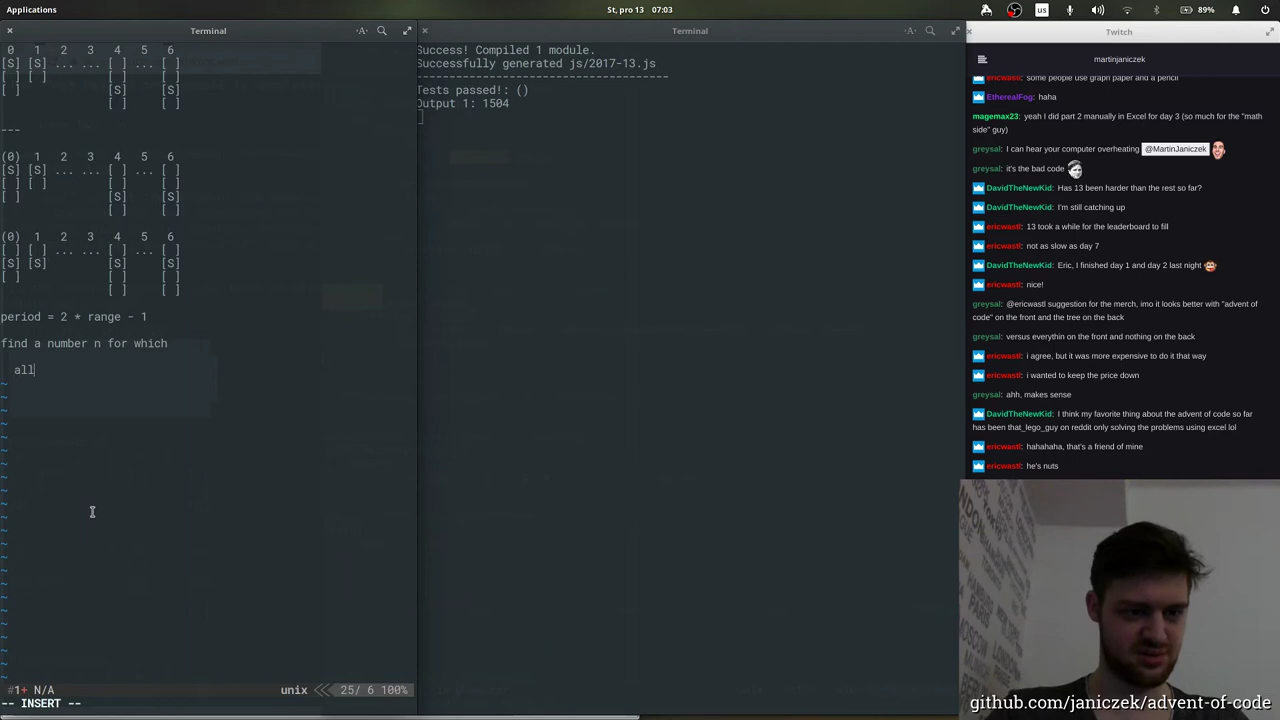 Applications
St, pro 13 07:03
us
89%
Terminal
Terminal
Twitch
0 1 2 3 4 5 6
[S] [S] ... ... [ ] ... [ ]
[ ] [ ] [ ] [ ]
[ ] [S] [S]
[ ] [ ]
---
(0) 1 2 3 4 5 6
[S] [S] ... ... [ ] ... [ ]
[ ] [ ] [ ] [ ]
[ ] [S] [S]
[ ] [ ]
(0) 1 2 3 4 5 6
[ ] [ ] ... ... [ ] ... [ ]
[S] [S] [S] [S]
[ ] [ ] [ ]
[ ] [ ]
period = 2 * range - 1
find a number n for which
all
~
#1+ N/A
unix
25/ 6 100%
-- INSERT --
Success! Compiled 1 module.
Successfully generated js/2017-13.js
--------------------------------------
Tests passed!: ()
Output 1: 1504
martinjaniczek
ericwastl: some people use graph paper and a pencil
EtherealFog: haha
magemax23: yeah I did part 2 manually in Excel for day 3 (so much for the "math
side" guy)
greysal: I can hear your computer overheating @MartinJaniczek
greysal: it's the bad code
DavidTheNewKid: Has 13 been harder than the rest so far?
DavidTheNewKid: I'm still catching up
ericwastl: 13 took a while for the leaderboard to fill
ericwastl: not as slow as day 7
DavidTheNewKid: Eric, I finished day 1 and day 2 last night
ericwastl: nice!
greysal: @ericwastl suggestion for the merch, imo it looks better with "advent of
code" on the front and the tree on the back
greysal: versus everythin on the front and nothing on the back
ericwastl: i agree, but it was more expensive to do it that way
ericwastl: i wanted to keep the price down
greysal: ahh, makes sense
DavidTheNewKid: I think my favorite thing about the advent of code so far
has been that_lego_guy on reddit only solving the problems using excel lol
ericwastl: hahahaha, that's a friend of mine
ericwastl: he's nuts
github.com/janiczek/advent-of-code